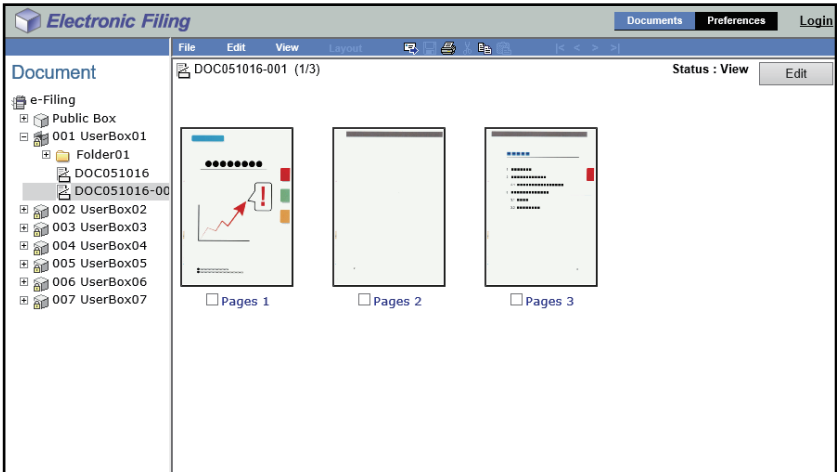 Electronic Filing
Documents Preferences Login
File Edit View Layout |< < > >|
Document
DOC051016-001 (1/3)
Status : View
Edit
e-Filing
Public Box
001 UserBox01
Folder01
DOC051016
DOC051016-00
002 UserBox02
003 UserBox03
004 UserBox04
005 UserBox05
006 UserBox06
007 UserBox07
!
Pages 1 Pages 2 Pages 3